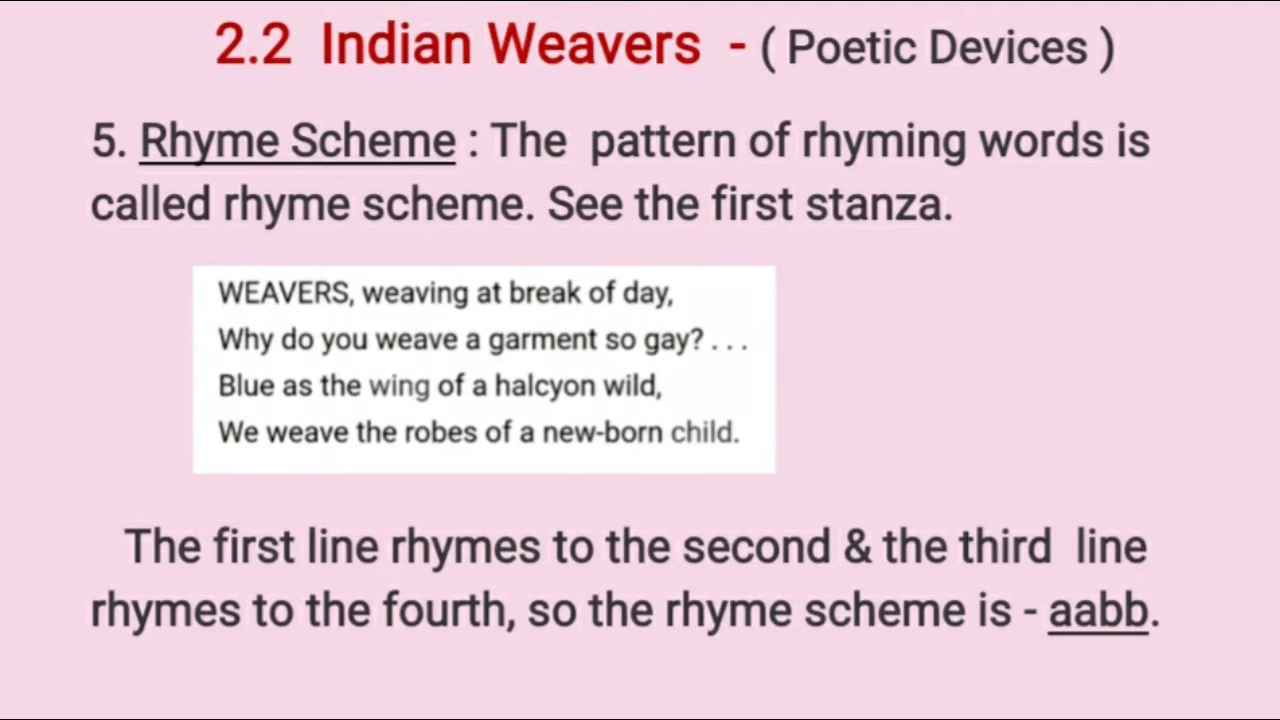 2.2 Indian Weavers - ( Poetic Devices )
5. Rhyme Scheme : The pattern of rhyming words is
called rhyme scheme. See the first stanza.
WEAVERS, weaving at break of day,
Why do you weave a garment so gay? . . .
Blue as the wing of a halcyon wild,
We weave the robes of a new-born child.
The first line rhymes to the second & the third line
rhymes to the fourth, so the rhyme scheme is - aabb.